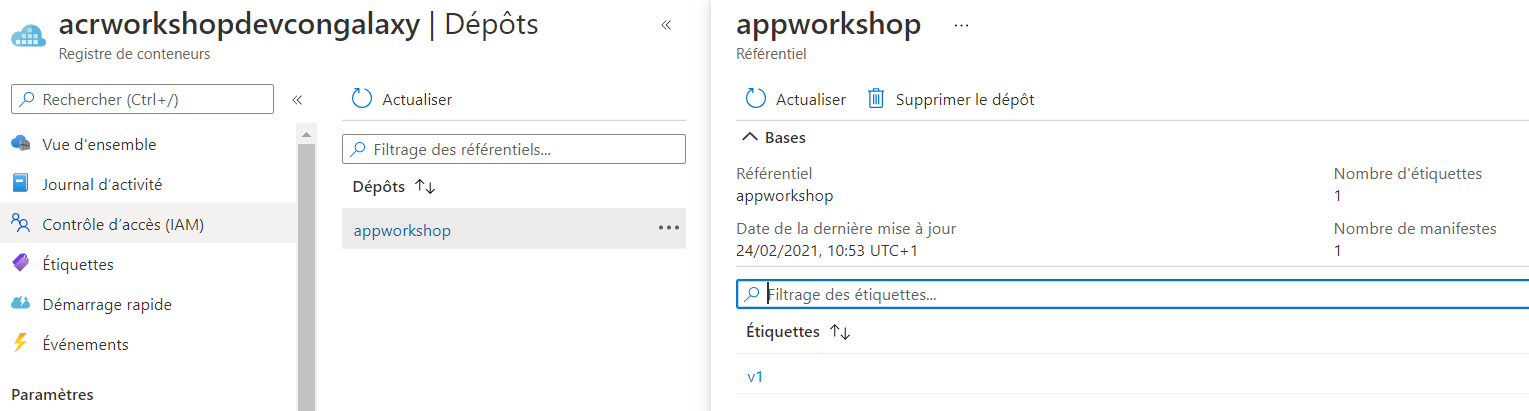 acrworkshopdevcongalaxy | Dépôts
Registre de conteneurs
Rechercher (Ctrl+/)
Vue d'ensemble
Journal d'activité
Contrôle d'accès (IAM)
Étiquettes
Démarrage rapide
Événements
Paramètres
Actualiser
Filtrage des référentiels...
Dépôts
appworkshop
appworkshop
Référentiel
Actualiser Supprimer le dépôt
Bases
Référentiel Nombre d'étiquettes
appworkshop 1
Date de la dernière mise à jour Nombre de manifestes
24/02/2021, 10:53 UTC+1 1
Filtrage des étiquettes...
Étiquettes
v1